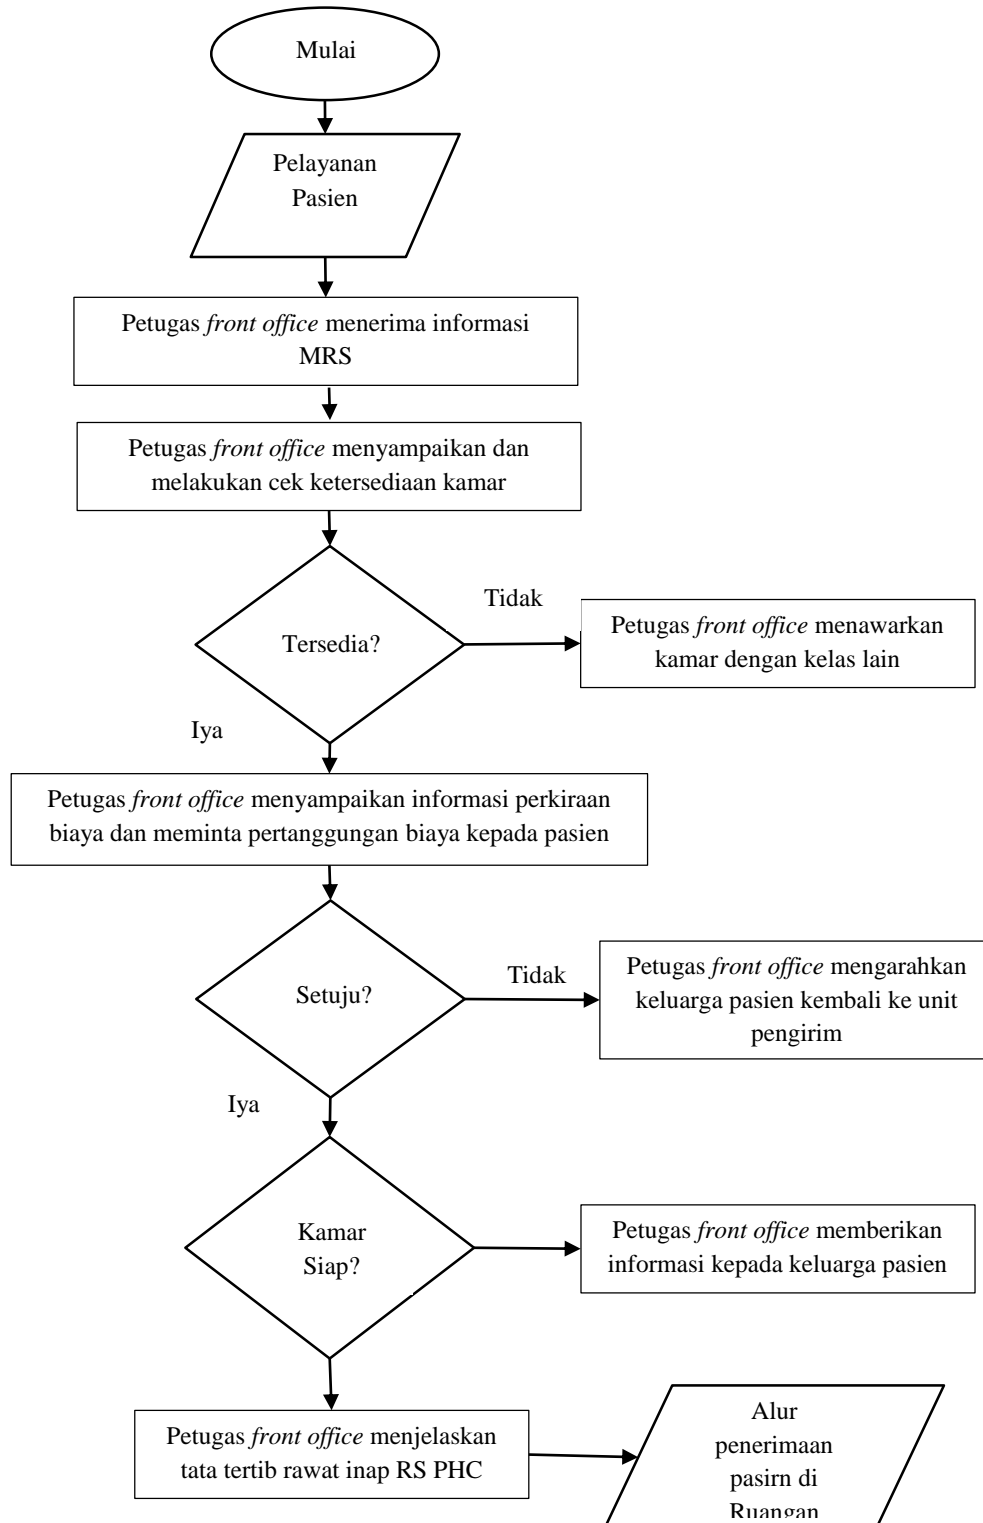 Mulai
Pelayanan
Pasien
Petugas front office menerima informasi
MRS
Petugas front office menyampaikan dan
melakukan cek ketersediaan kamar
Tersedia?
Tidak
Petugas front office menawarkan
kamar dengan kelas lain
Iya
Petugas front office menyampaikan informasi perkiraan
biaya dan meminta pertanggungan biaya kepada pasien
Setuju?
Tidak
Petugas front office mengarahkan
keluarga pasien kembali ke unit
pengirim
Iya
Kamar
Siap?
Petugas front office memberikan
informasi kepada keluarga pasien
Petugas front office menjelaskan
tata tertib rawat inap RS PHC
Alur
penerimaan
pasirn di
Ruangan